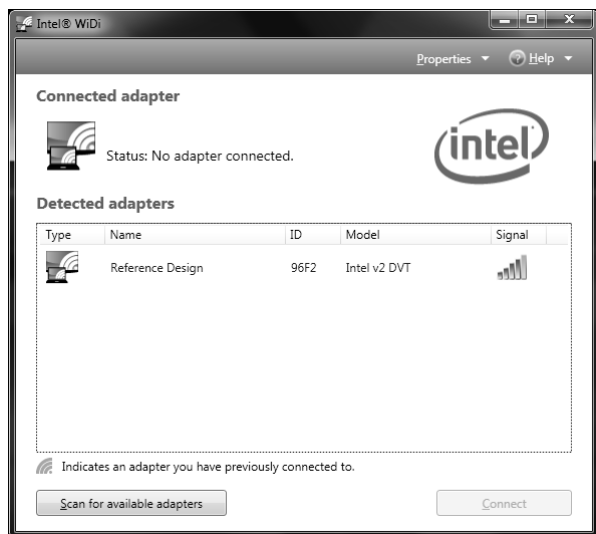 Intel® WiDi
Properties Help
Connected adapter
Status: No adapter connected.
intel
Detected adapters
Type Name ID Model Signal
Reference Design 96F2 Intel v2 DVT
Indicates an adapter you have previously connected to.
Scan for available adapters Connect